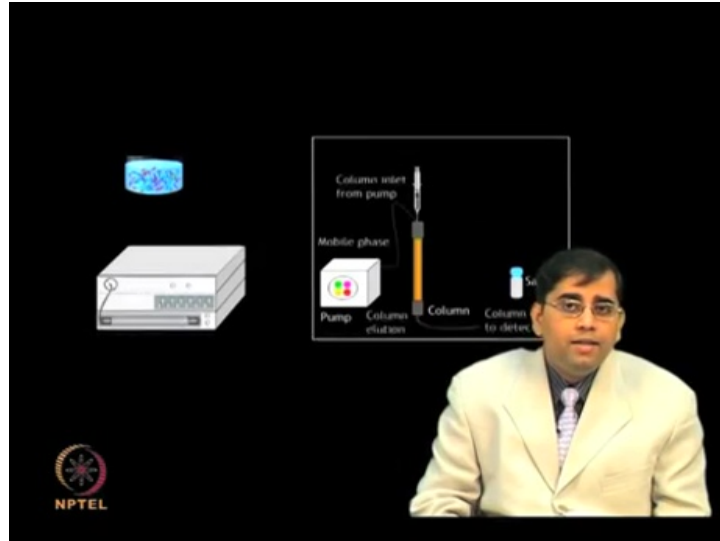 Column inlet
from pump
Mobile phase
Pump
Column
elution
Column
Column
to detec
NPTEL